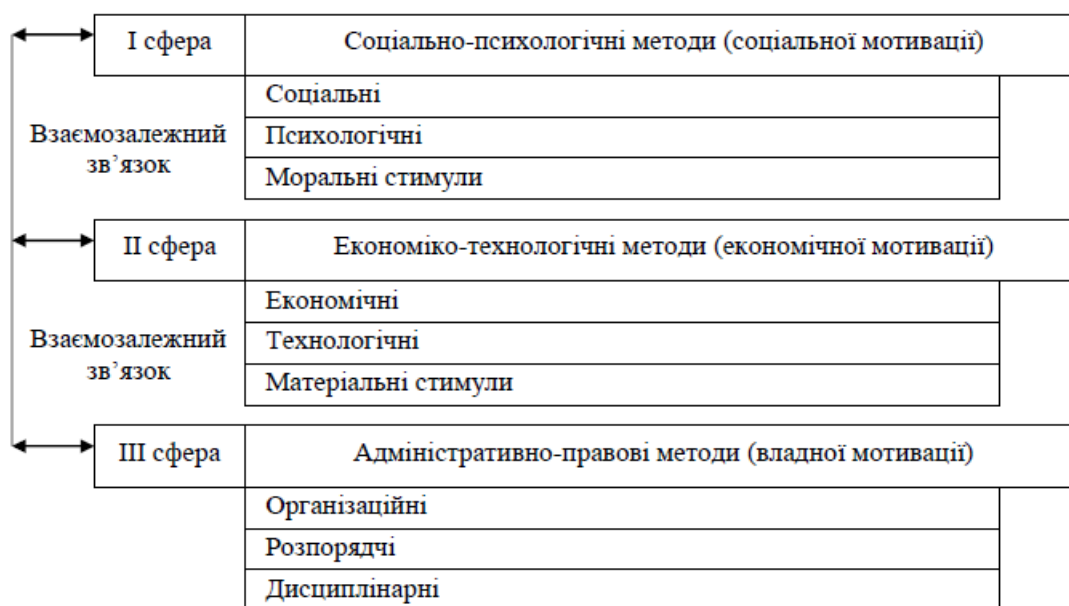 І сфера
Соціально-психологічні методи (соціальної мотивації)
Соціальні
Взаємозалежний
зв’язок
Психологічні
Моральні стимули
ІІ сфера
Економіко-технологічні методи (економічної мотивації)
Економічні
Взаємозалежний
зв’язок
Технологічні
Матеріальні стимули
ІІІ сфера
Адміністративно-правові методи (владної мотивації)
Організаційні
Розпорядчі
Дисциплінарні